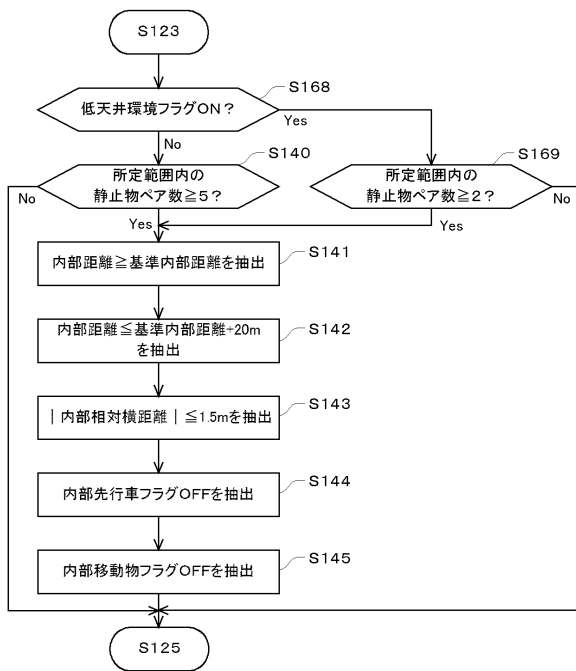 S123
S168
低天井環境フラグON?
Yes
No
S140
所定範囲内の
静止物ペア数≧5?
No
S169
所定範囲内の
静止物ペア数≧2?
No
Yes
Yes
内部距離≧基準内部距離を抽出
S141
内部距離≦基準内部距離+20m
を抽出
S142
|内部相対横距離|≦1.5mを抽出
S143
内部先行車フラグOFFを抽出
S144
内部移動物フラグOFFを抽出
S145
S125